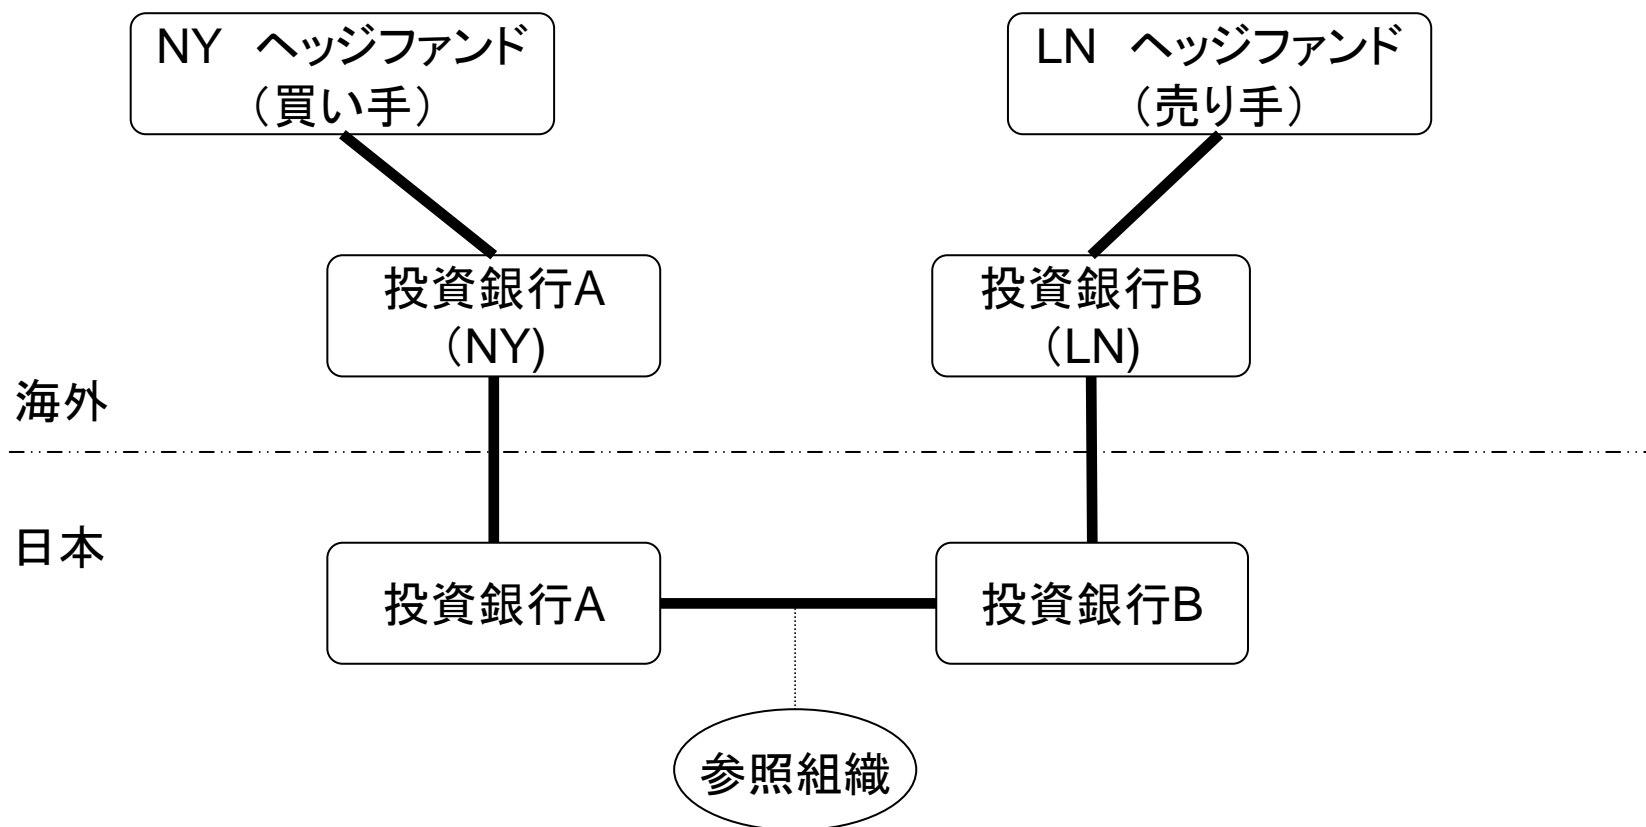 NY　ヘッジファンド
（買い手）
LN　ヘッジファンド
（売り手）
投資銀行A
（NY)
投資銀行B
（LN)
海外
日本
投資銀行A
投資銀行B
参照組織